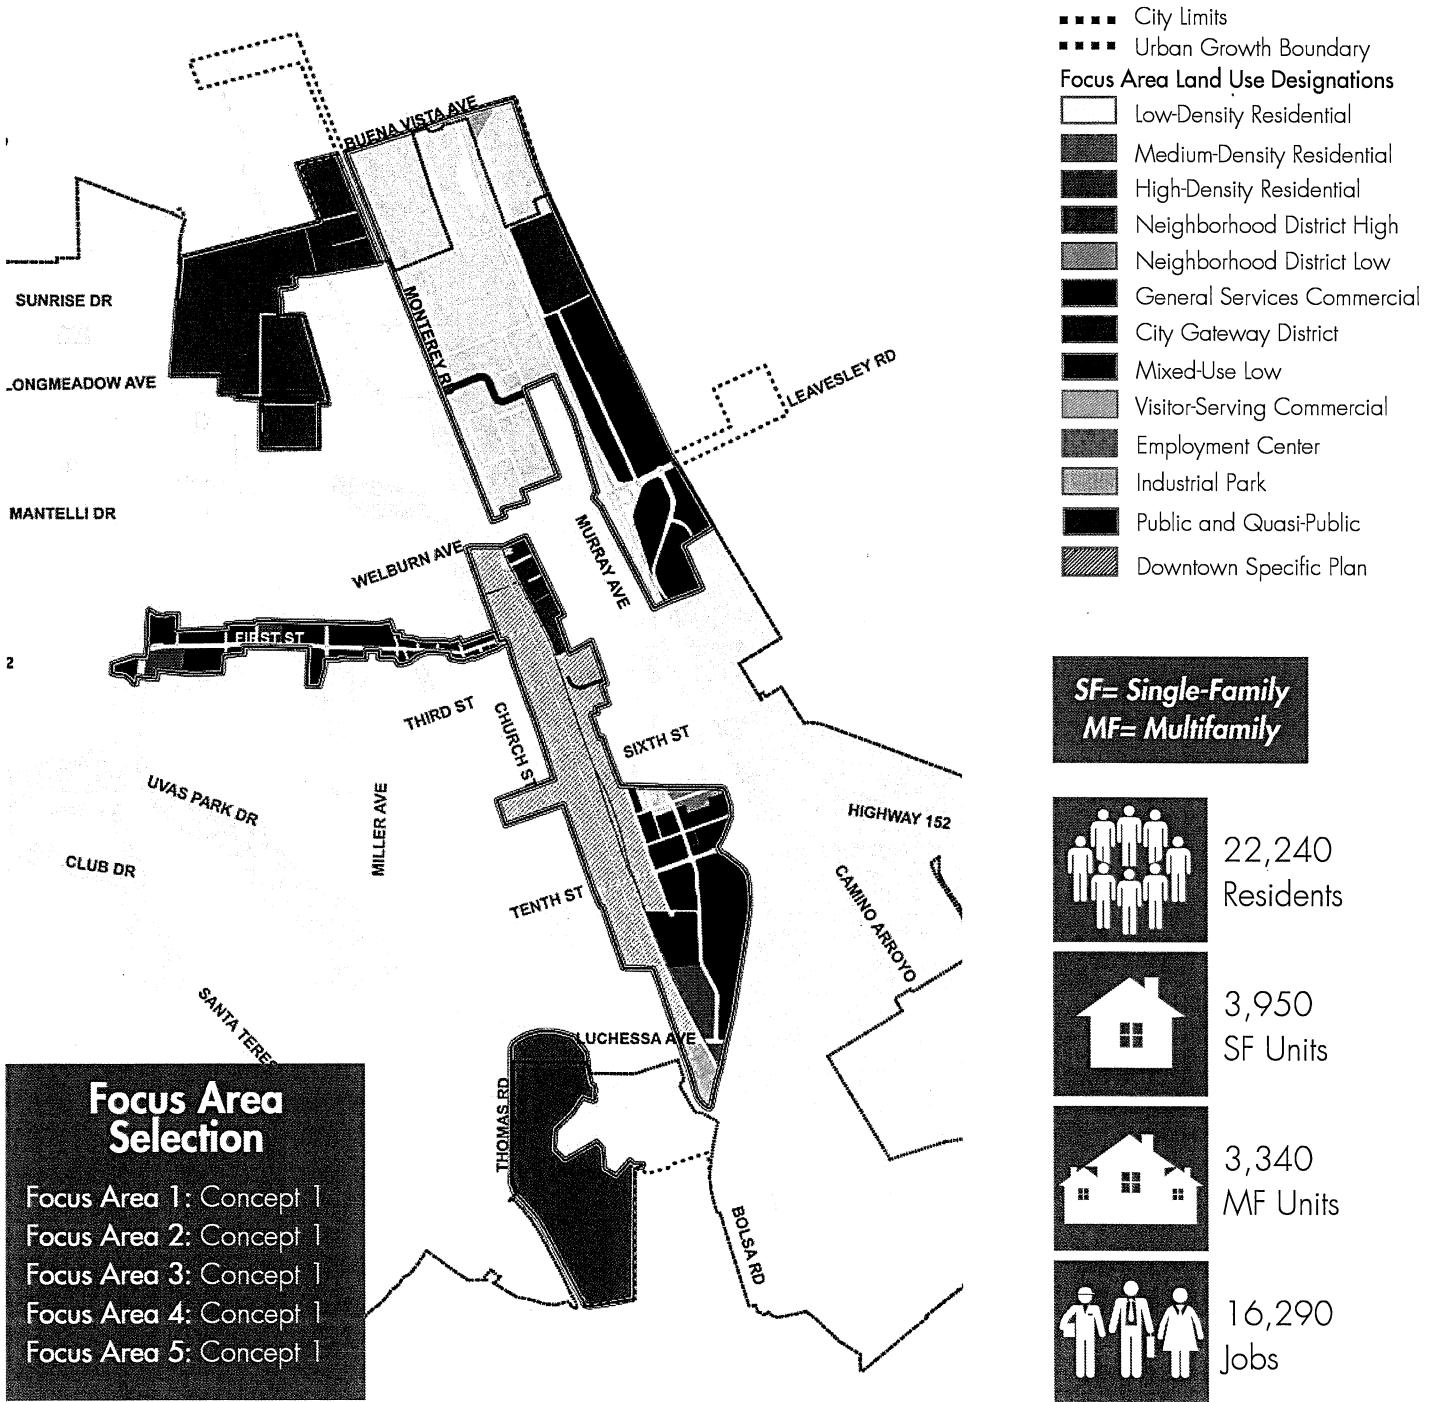 City Limits
Urban Growth Boundary
Focus Area Land Use Designations
Low-Density Residential
Medium-Density Residential
High-Density Residential
Neighborhood District High
Neighborhood District Low
General Services Commercial
City Gateway District
Mixed-Use Low
Visitor-Serving Commercial
Employment Center
Industrial Park
Public and Quasi-Public
Downtown Specific Plan
BUENA VISTA AVE
SUNRISE DR
MONTEREY RD
LONGMEADOW AVE
LEAVESLEY RD
MANTELLI DR
MURRAY AVE
WELBURN AVE
FIRST ST
2
THIRD ST
CHURCH ST
SIXTH ST
UVAS PARK DR
MILLER AVE
HIGHWAY 152
CLUB DR
CAMINO ARROYO
TENTH ST
SANTA TERES
LUCHESSA AVE
THOMAS RD
BOLSA RD
Focus Area
Selection
Focus Area 1: Concept 1
Focus Area 2: Concept 1
Focus Area 3: Concept 1
Focus Area 4: Concept 1
Focus Area 5: Concept 1
SF= Single-Family
MF= Multifamily
22,240
Residents
3,950
SF Units
3,340
MF Units
16,290
Jobs